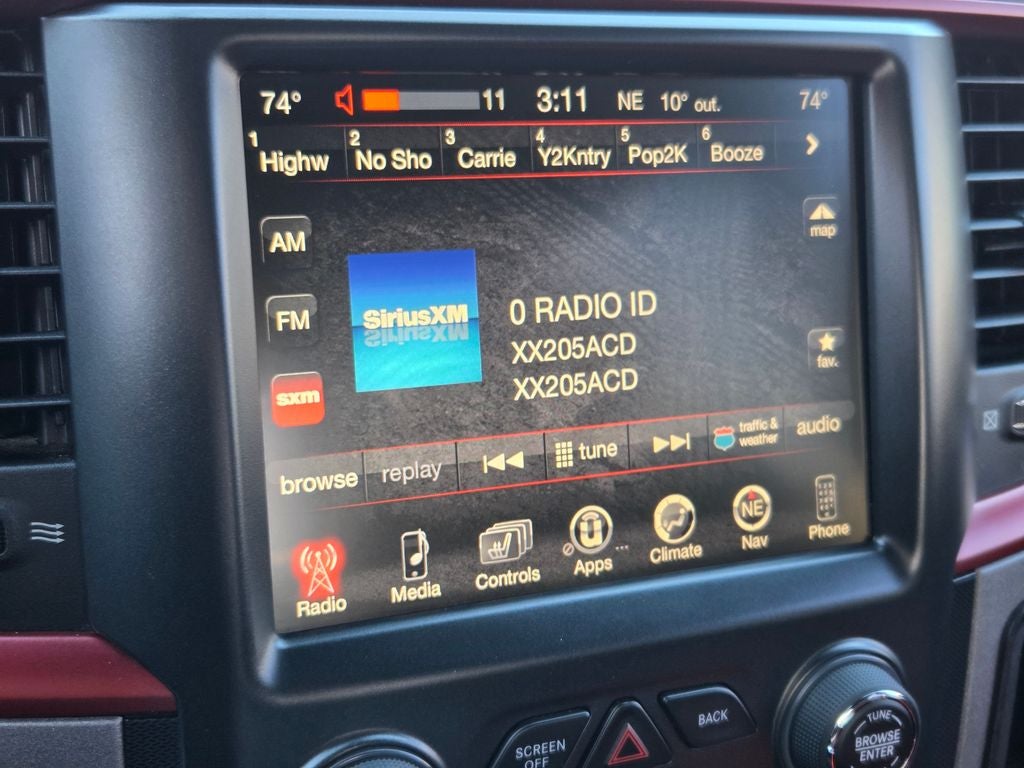 74° 11 3:11 NE 10° out. 74°
1 Highw 2 No Sho 3 Carrie 4 Y2Kntry 5 Pop2K 6 Booze
map
AM
SiriusXM
0 RADIO ID
FM
XX205ACD
fav.
XX205ACD
sxm
browse replay tune traffic & weather audio
Radio Media Controls Apps Climate NE Nav Phone
SCREEN OFF
BACK
TUNE
BROWSE
ENTER